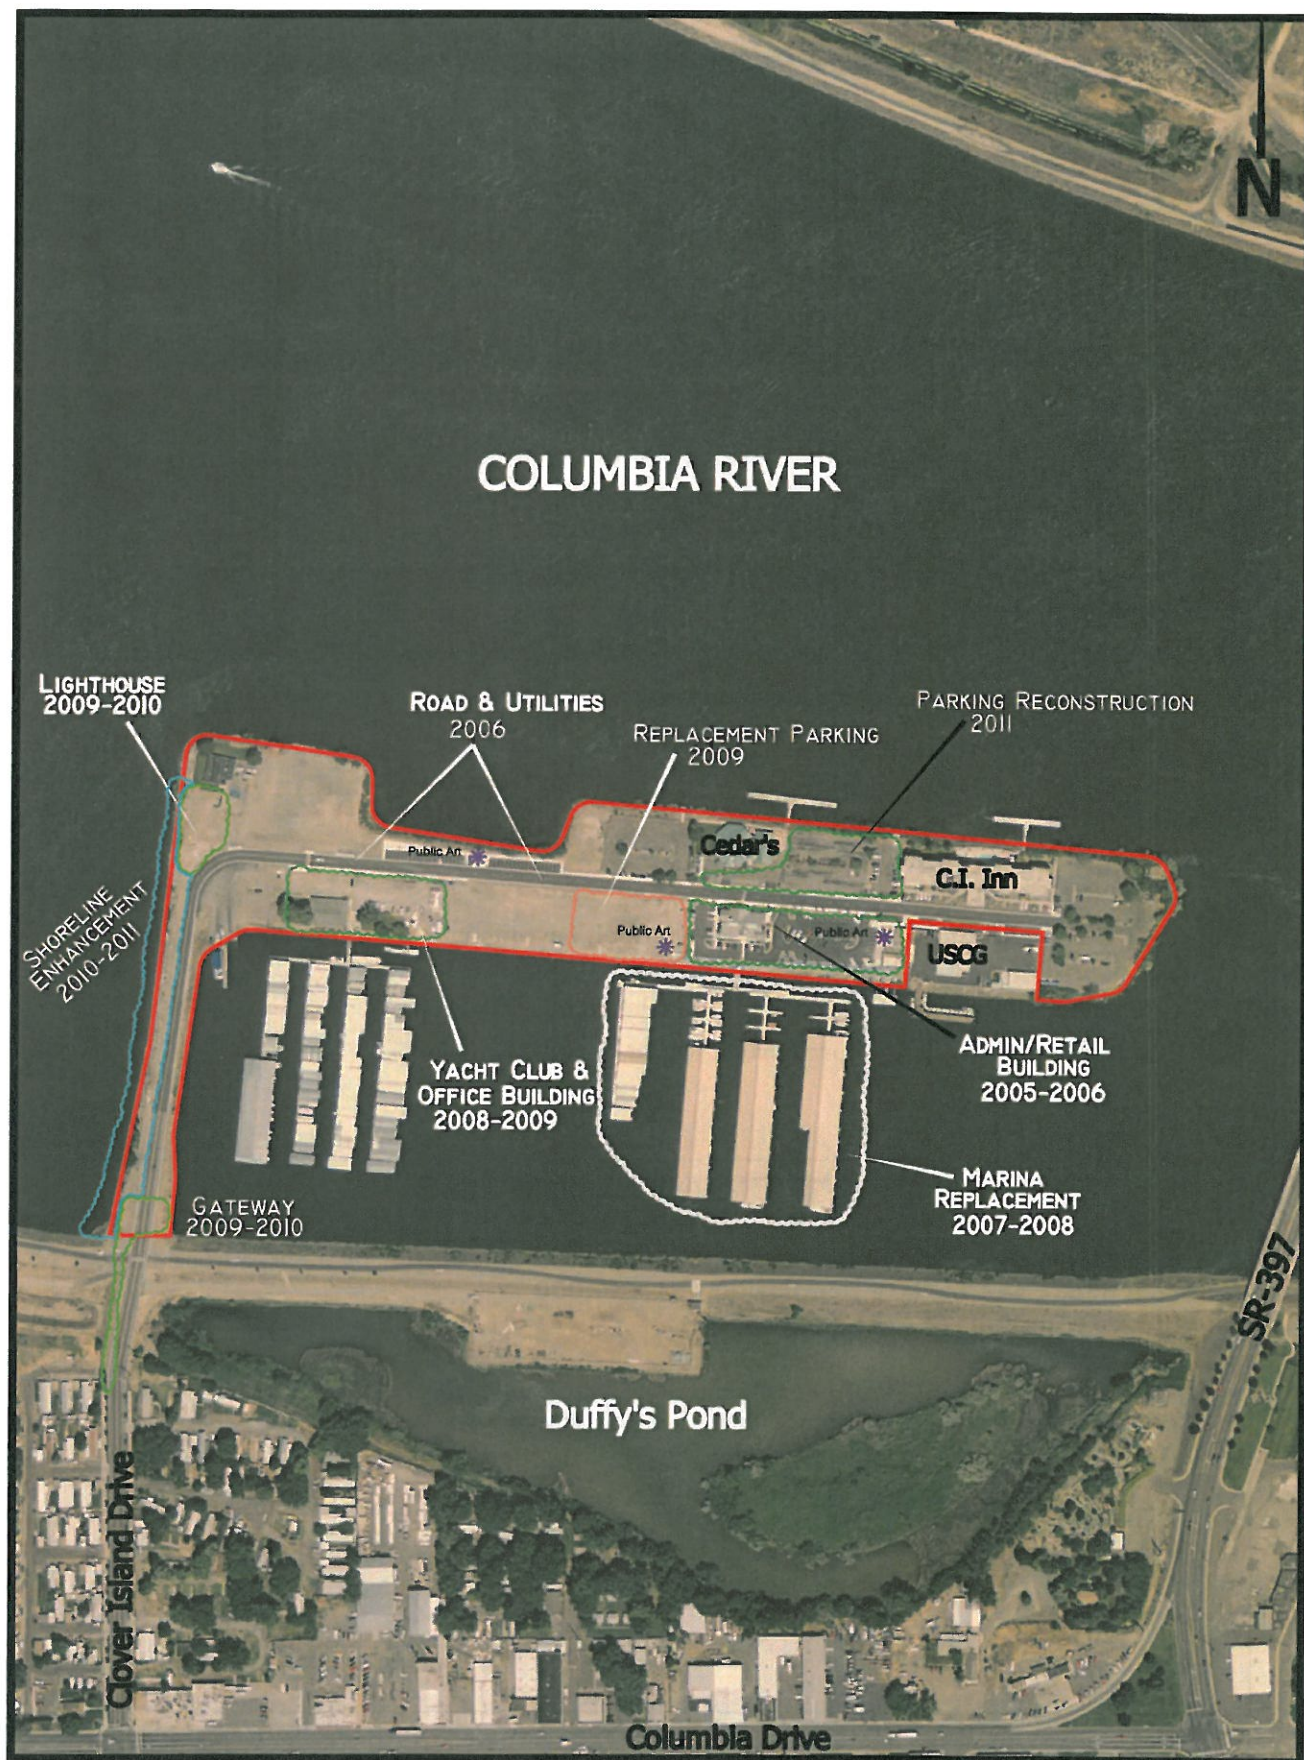 N
COLUMBIA RIVER
LIGHTHOUSE
2009-2010
ROAD & UTILITIES
2006
REPLACEMENT PARKING
2009
PARKING RECONSTRUCTION
2011
Public Art
Cedar's
C.I. Inn
SHORELINE
ENHANCEMENT
2010-2011
Public Art
Public Art
USCG
YACHT CLUB &
OFFICE BUILDING
2008-2009
ADMIN/RETAIL
BUILDING
2005-2006
MARINA
REPLACEMENT
2007-2008
GATEWAY
2009-2010
SR-397
Duffy's Pond
Clover Island Drive
Columbia Drive